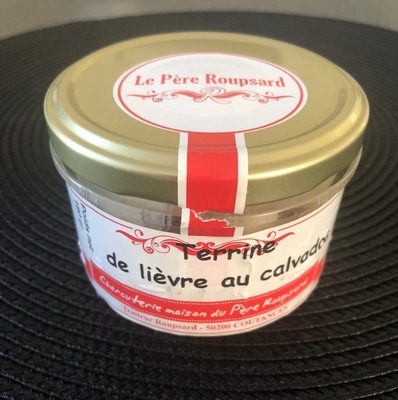 Le Père Roupsard
R
Terrine
de lièvre au calvados
Charcuterie maison du Père Roupsard
Traiteur Roupsard - 50200 COUTANCES